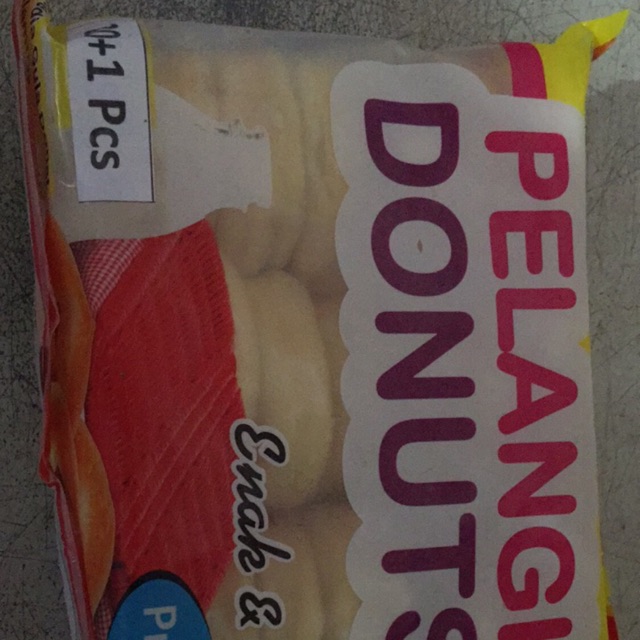 PELANGI
DONUTS
Enak &
0+1 Pcs